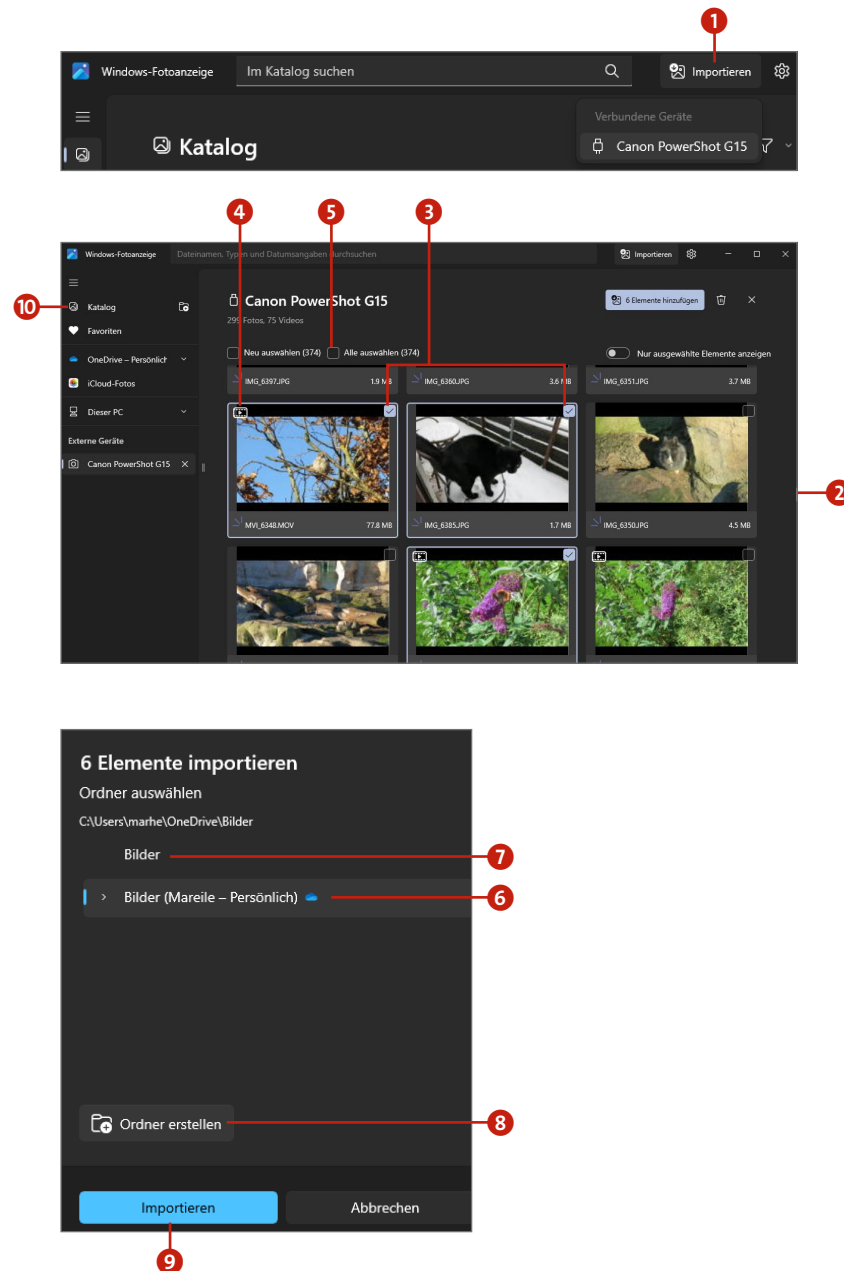 1
Windows-Fotoanzeige Im Katalog suchen Importieren
Verbundene Geräte
Katalog Canon PowerShot G15
4 5 3
Windows-Fotoanzeige Dateinamen, Typen und Datumsangaben durchsuchen Importieren
10 Katalog
Favoriten
OneDrive – Persönlich
iCloud-Fotos
Dieser PC
Externe Geräte
Canon PowerShot G15
Canon PowerShot G15 6 Elemente hinzufügen
299 Fotos, 75 Videos
Neu auswählen (374) Alle auswählen (374) Nur ausgewählte Elemente anzeigen
IMG_6397.JPG 1.9 MB IMG_6360.JPG 3.6 MB IMG_6351.JPG 3.7 MB
2
MVI_6348.MOV 77.8 MB IMG_6385.JPG 1.7 MB IMG_6350.JPG 4.5 MB
6 Elemente importieren
Ordner auswählen
C:\Users\marhe\OneDrive\Bilder
Bilder 7
Bilder (Mareile – Persönlich) 6
Ordner erstellen 8
Importieren Abbrechen
9